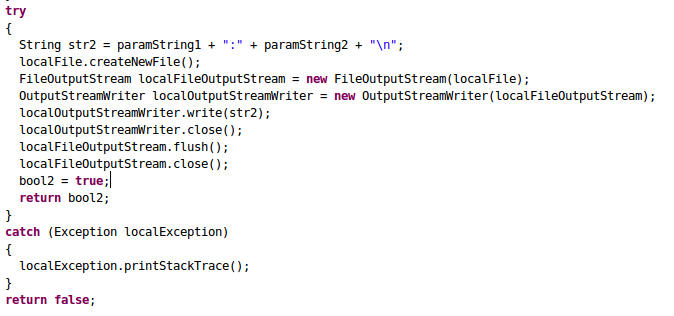 try
{
String str2 = paramString1 + ":" + paramString2 + "\n";
localFile.createNewFile();
FileOutputStream localFileOutputStream = new FileOutputStream(localFile);
OutputStreamWriter localOutputStreamWriter = new OutputStreamWriter(localFileOutputStream);
localOutputStreamWriter.write(str2);
localOutputStreamWriter.close();
localFileOutputStream.flush();
localFileOutputStream.close();
bool2 = true;
return bool2;
}
catch (Exception localException)
{
localException.printStackTrace();
}
return false;